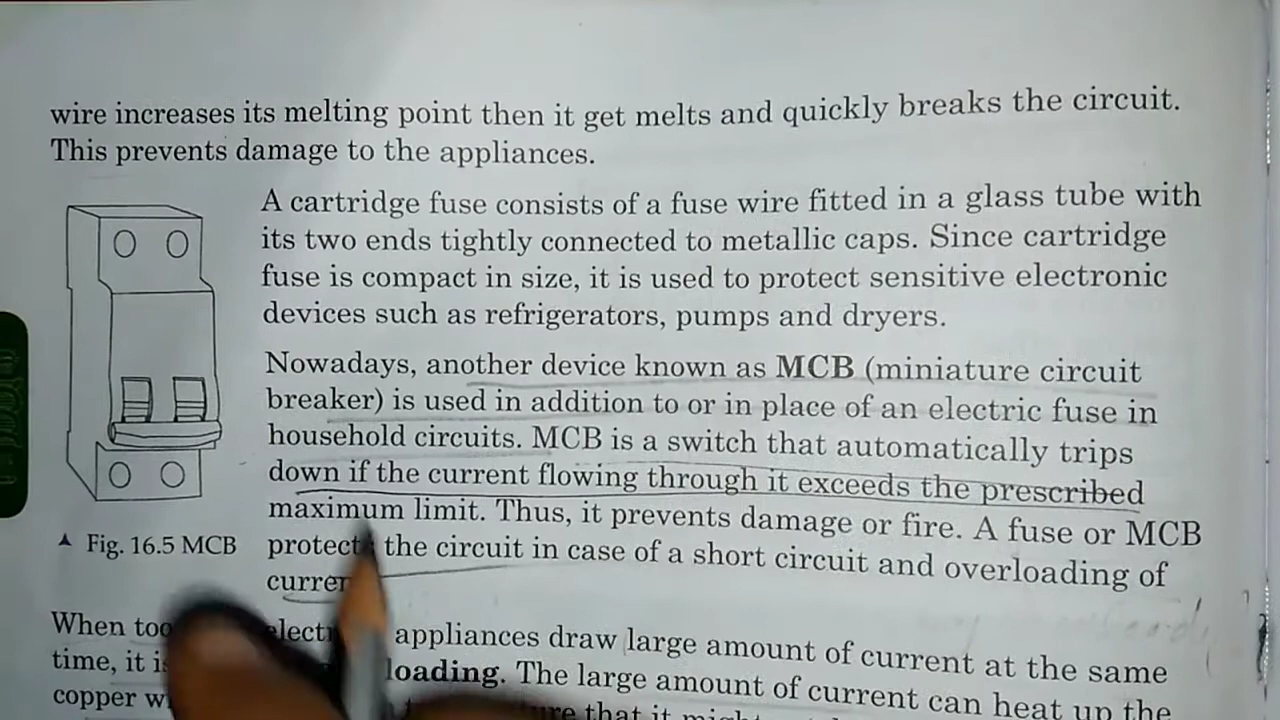 wire increases its melting point then it get melts and quickly breaks the circuit.
This prevents damage to the appliances.
A cartridge fuse consists of a fuse wire fitted in a glass tube with
its two ends tightly connected to metallic caps. Since cartridge
fuse is compact in size, it is used to protect sensitive electronic
devices such as refrigerators, pumps and dryers.
Nowadays, another device known as MCB (miniature circuit
breaker) is used in addition to or in place of an electric fuse in
household circuits. MCB is a switch that automatically trips
down if the current flowing through it exceeds the prescribed
maximum limit. Thus, it prevents damage or fire. A fuse or MCB
protects the circuit in case of a short circuit and overloading of
Fig. 16.5 MCB
When too appliances draw large amount of current at the same
time, it The large amount of current can heat up the
copper that it